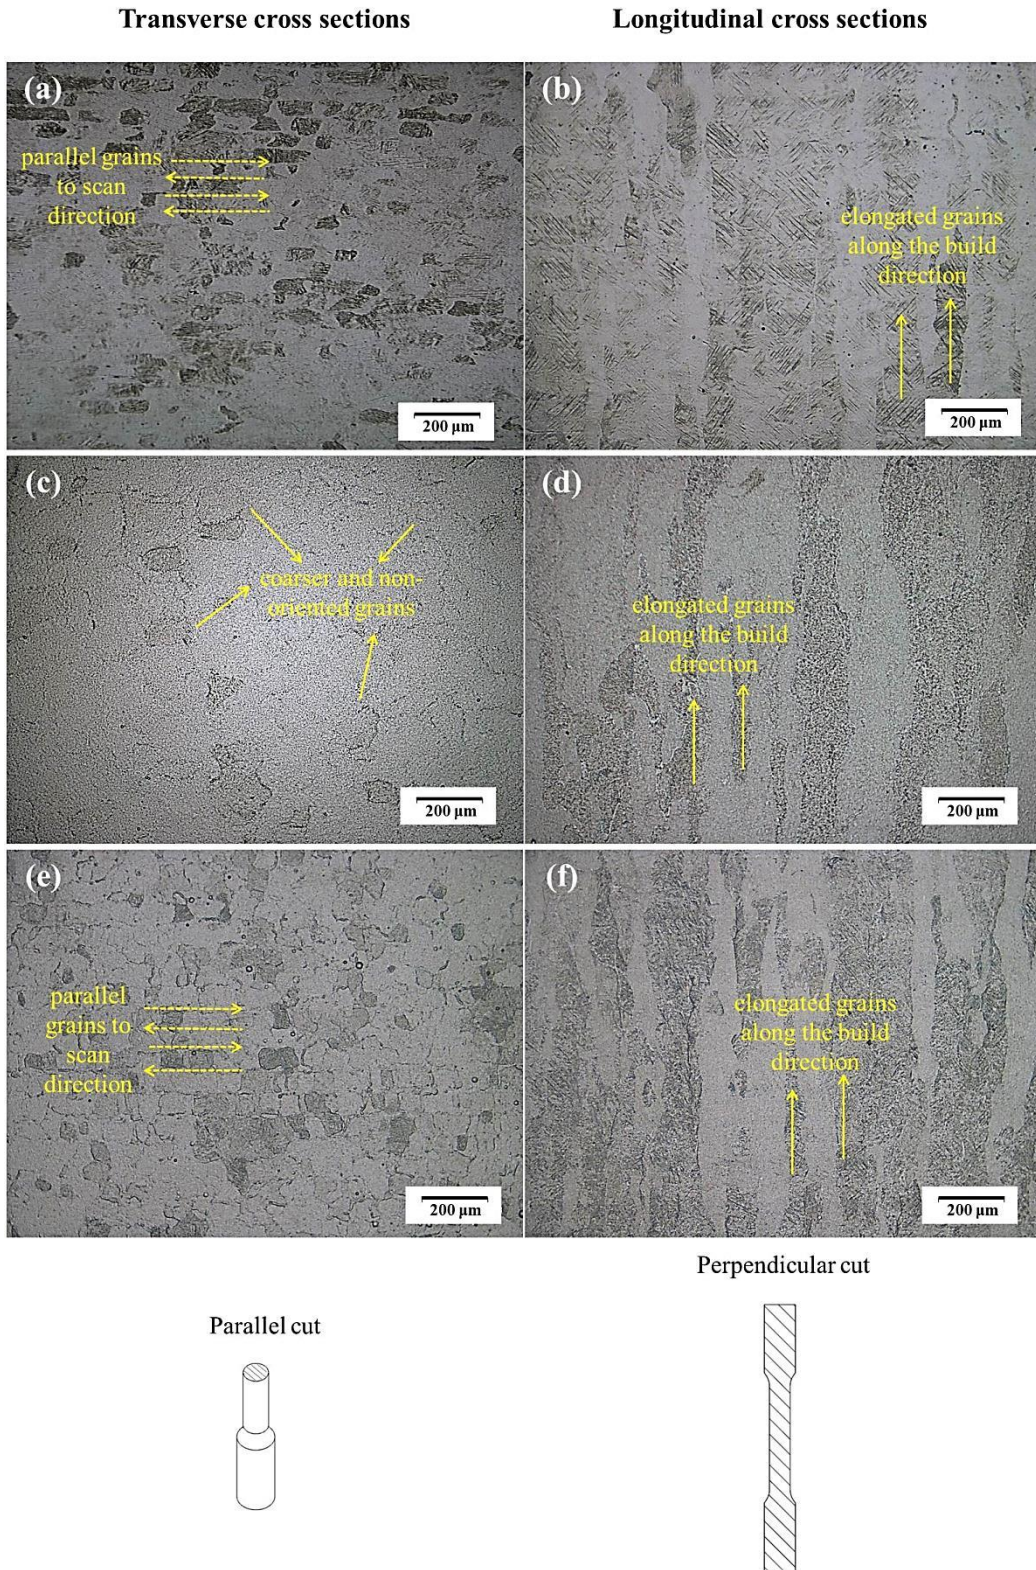 Transverse cross sections
Longitudinal cross sections
(a)
parallel grains
to scan
direction
200 µm
(b)
elongated grains
along the build
direction
200 µm
(c)
coarser and non-
oriented grains
200 µm
(d)
elongated grains
along the build
direction
200 µm
(e)
parallel
grains to
scan
direction
200 µm
(f)
elongated grains
along the build
direction
200 µm
Parallel cut
Perpendicular cut